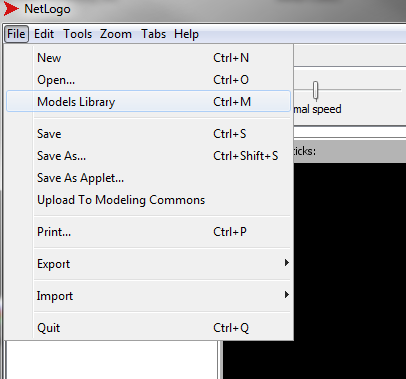 NetLogo
File Edit Tools Zoom Tabs Help
New Ctrl+N
Open... Ctrl+O
Models Library Ctrl+M
mal speed
Save Ctrl+S
Save As... Ctrl+Shift+S
ticks:
Save As Applet...
Upload To Modeling Commons
Print... Ctrl+P
Export
Import
Quit Ctrl+Q